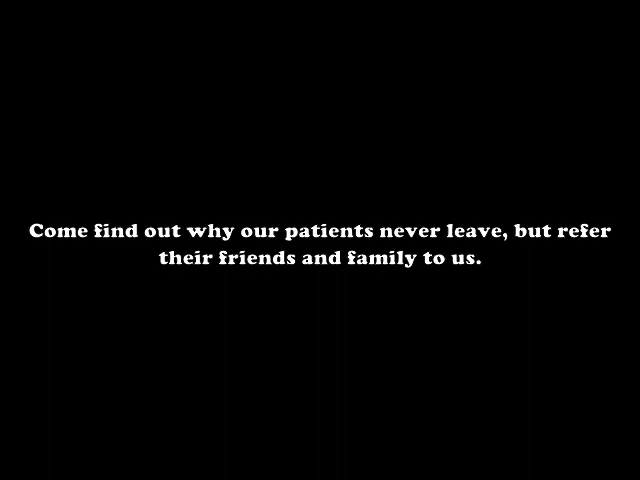 Come find out why our patients never leave, but refer
their friends and family to us.